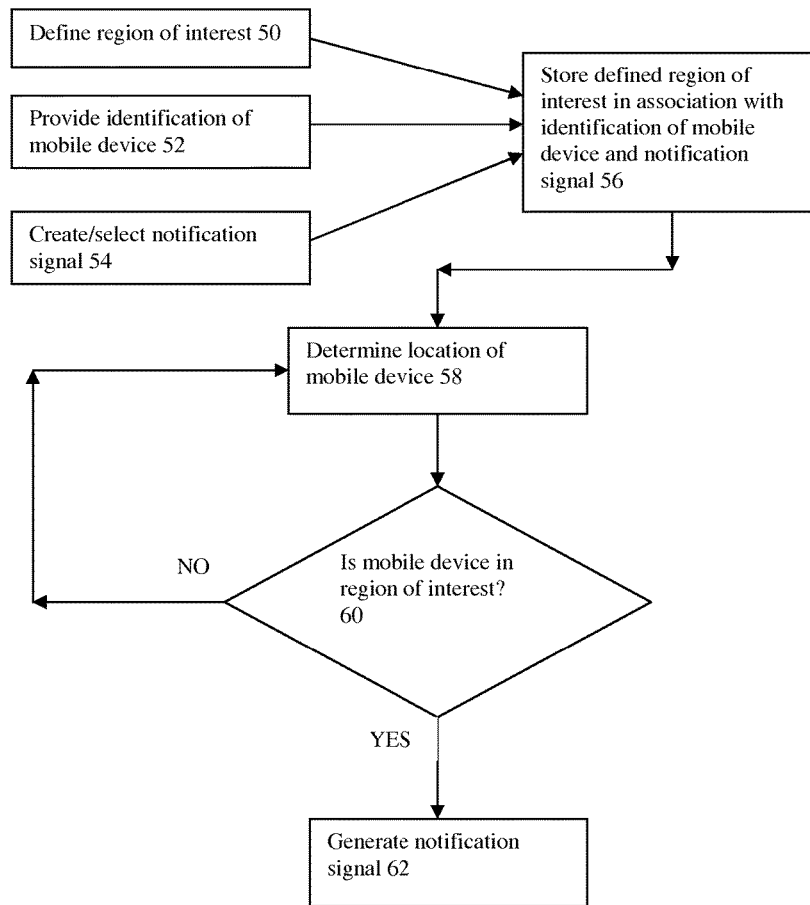 Define region of interest 50
Provide identification of
mobile device 52
Create/select notification
signal 54
Store defined region of
interest in association with
identification of mobile
device and notification
signal 56
Determine location of
mobile device 58
Is mobile device in
region of interest?
60
NO
YES
Generate notification
signal 62